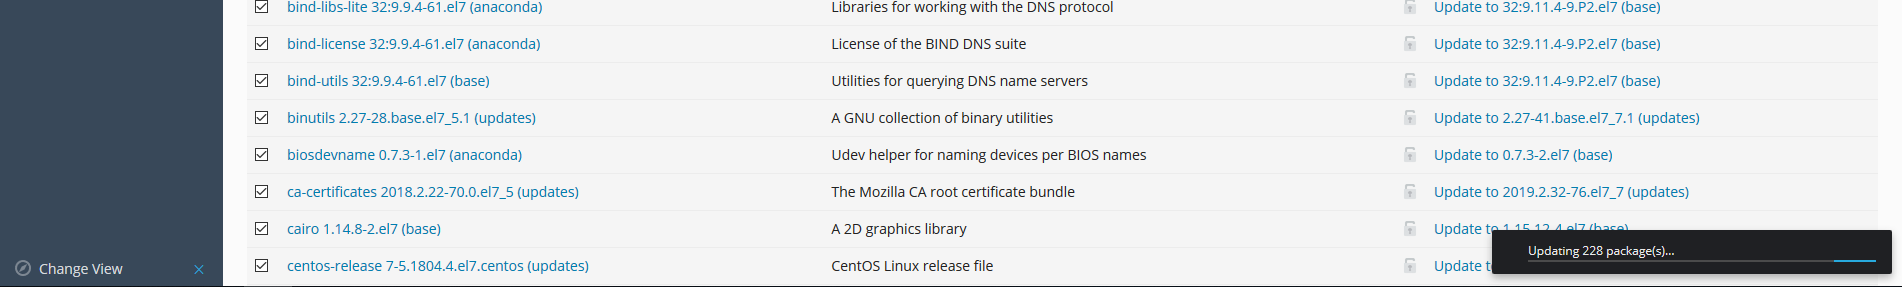 bind-libs-lite 32:9.9.4-61.el7 (anaconda) Libraries for working with the DNS protocol Update to 32:9.11.4-9.P2.el7 (base)
bind-license 32:9.9.4-61.el7 (anaconda) License of the BIND DNS suite Update to 32:9.11.4-9.P2.el7 (base)
bind-utils 32:9.9.4-61.el7 (base) Utilities for querying DNS name servers Update to 32:9.11.4-9.P2.el7 (base)
binutils 2.27-28.base.el7_5.1 (updates) A GNU collection of binary utilities Update to 2.27-41.base.el7_7.1 (updates)
biosdevname 0.7.3-1.el7 (anaconda) Udev helper for naming devices per BIOS names Update to 0.7.3-2.el7 (base)
ca-certificates 2018.2.22-70.0.el7_5 (updates) The Mozilla CA root certificate bundle Update to 2019.2.32-76.el7_7 (updates)
cairo 1.14.8-2.el7 (base) A 2D graphics library Update to 1.15.12-4.el7 (base)
centos-release 7-5.1804.4.el7.centos (updates) CentOS Linux release file Update
Change View
Updating 228 package(s)...